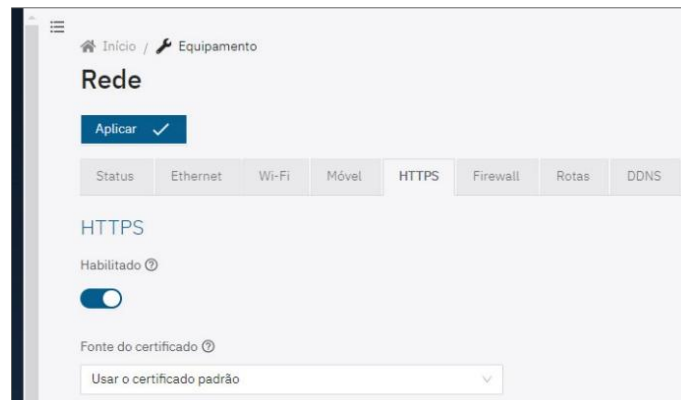 Início / Equipamento
Rede
Aplicar
Status Ethernet Wi-Fi Móvel HTTPS Firewall Rotas DDNS
HTTPS
Habilitado
Fonte do certificado
Usar o certificado padrão